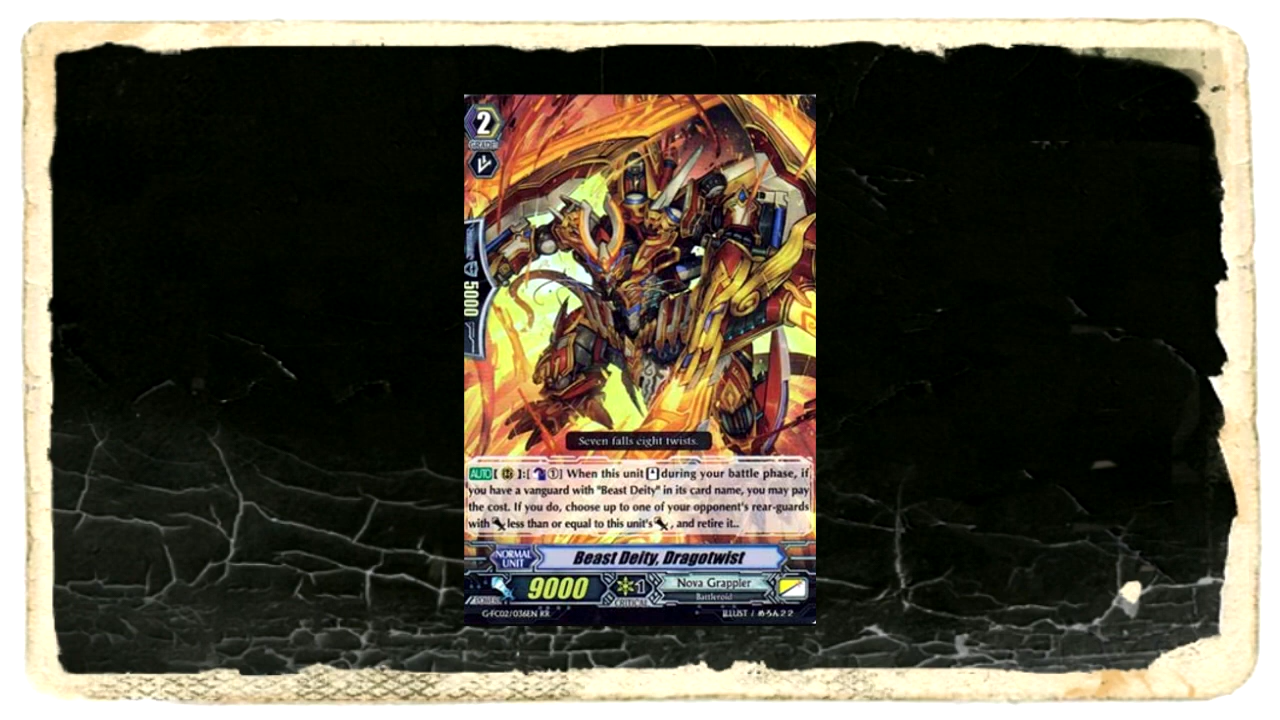 2
GRADE
5000
Seven falls eight twists.
AUTO[ ]:[ ①] When this unit during your battle phase, if
you have a vanguard with "Beast Deity" in its card name, you may pay
the cost. If you do, choose up to one of your opponent's rear-guards
with less than or equal to this unit's , and retire it..
NORMAL UNIT
Beast Deity, Dragotwist
POWER 9000 1 CRITICAL
Nova Grappler
Battleroid
G-FC02/036EN RR ILLUST / めろん22